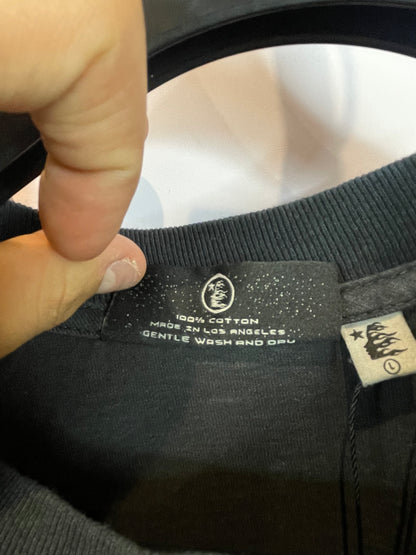 100% COTTON
MADE IN LOS ANGELES
GENTLE WASH AND DRY
L